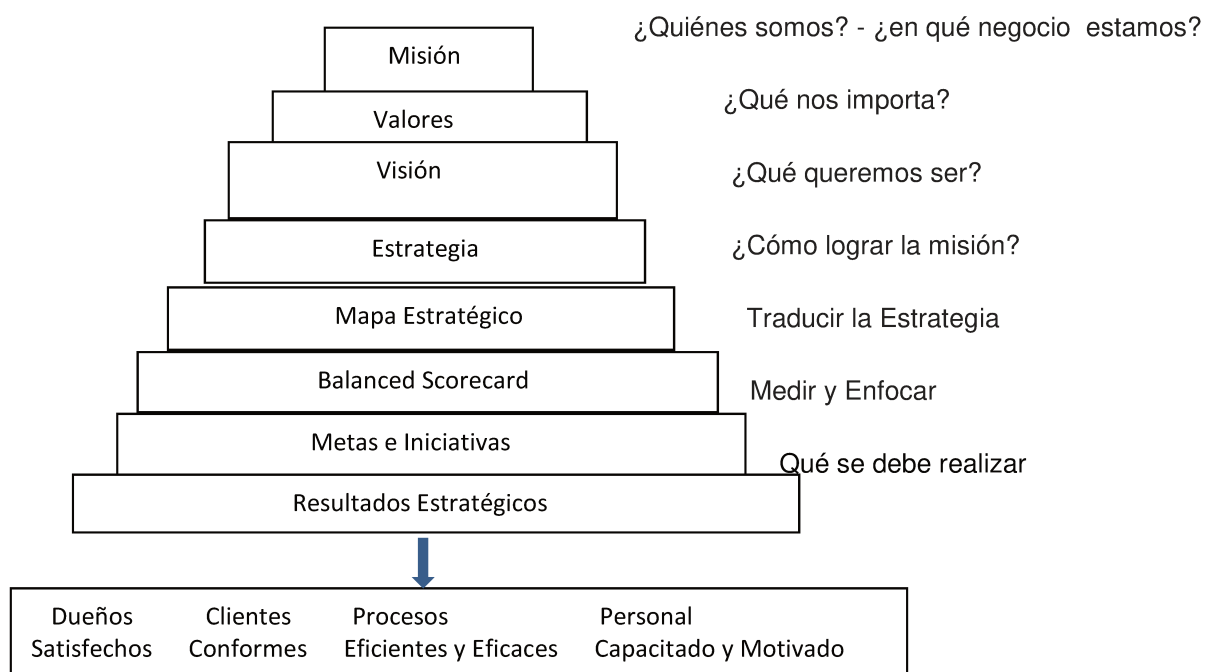 ¿Quiénes somos? - ¿en qué negocio estamos?
Misión
¿Qué nos importa?
Valores
Visión
¿Qué queremos ser?
Estrategia
¿Cómo lograr la misión?
Mapa Estratégico
Traducir la Estrategia
Balanced Scorecard
Medir y Enfocar
Metas e Iniciativas
Qué se debe realizar
Resultados Estratégicos
Dueños Clientes Procesos Personal
Satisfechos Conformes Eficientes y Eficaces Capacitado y Motivado